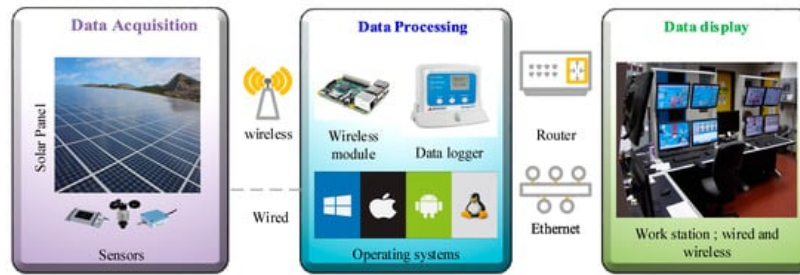 Data Acquisition
Solar Panel
Sensors
wireless
Wired
Data Processing
Wireless
module
Data logger
Operating systems
Router
Ethernet
Data display
Work station ; wired and
wireless